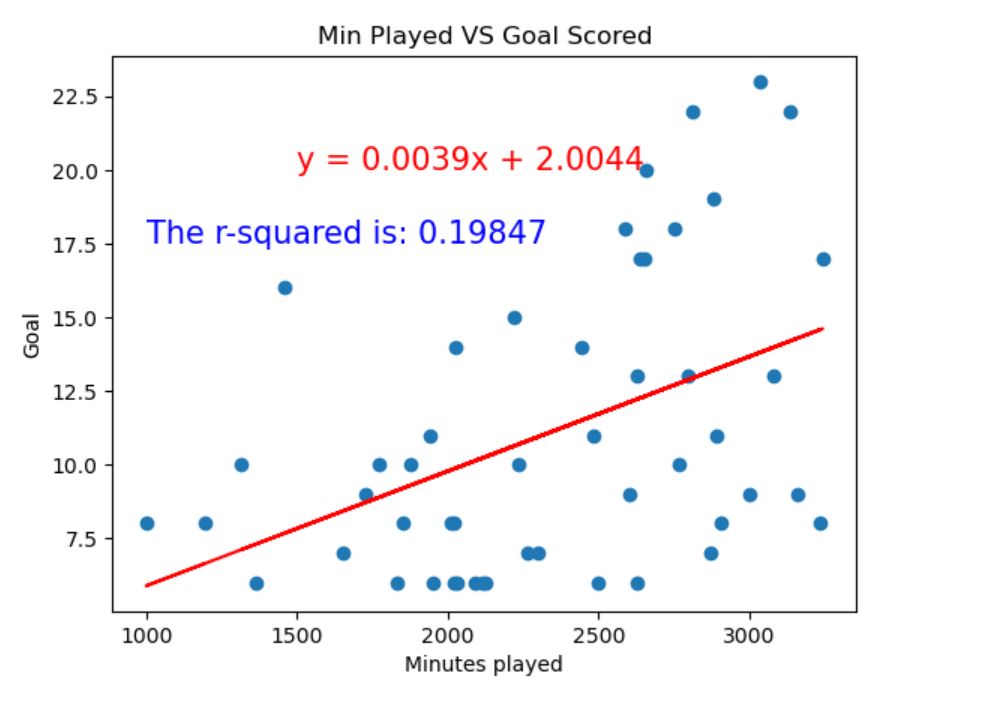 Min Played VS Goal Scored
22.5
20.0
17.5
15.0
12.5
10.0
7.5
Goal
y = 0.0039x + 2.0044
The r-squared is: 0.19847
1000 1500 2000 2500 3000
Minutes played